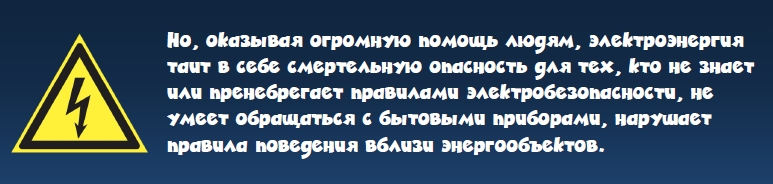 Но, оказывая огромную помощь людям, электроэнергия
таит в себе смертельную опасность для тех, кто не знает
или пренебрегает правилами электробезопасности, не
умеет обращаться с бытовыми приборами, нарушает
правила поведения вблизи энергообъектов.